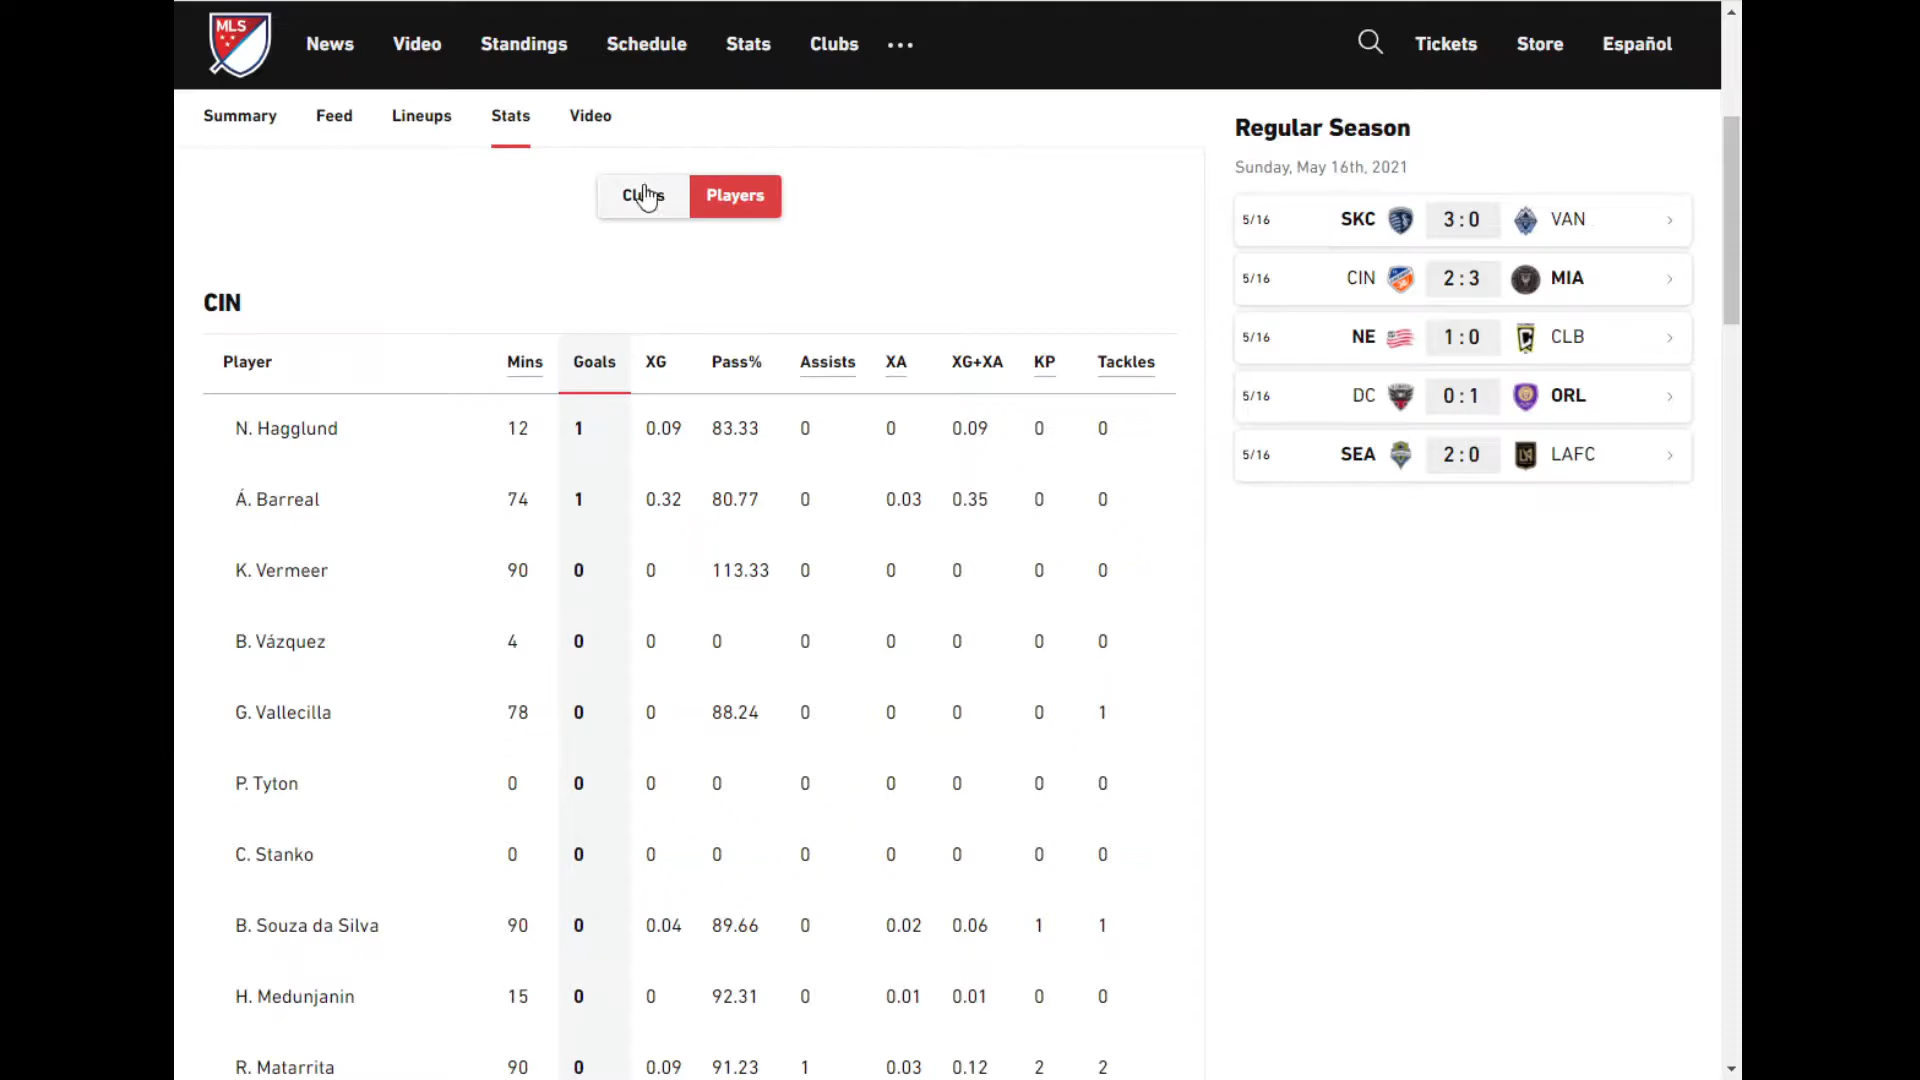 MLS
News Video Standings Schedule Stats Clubs ••• Tickets Store Español
Summary Feed Lineups Stats Video
Players
CIN
Player Mins Goals XG Pass% Assists XA XG+XA KP Tackles
N. Hagglund 12 1 0.09 83.33 0 0 0.09 0 0
Á. Barreal 74 1 0.32 80.77 0 0.03 0.35 0 0
K. Vermeer 90 0 0 113.33 0 0 0 0 0
B. Vázquez 4 0 0 0 0 0 0 0 0
G. Vallecilla 78 0 0 88.24 0 0 0 0 1
P. Tyton 0 0 0 0 0 0 0 0 0
C. Stanko 0 0 0 0 0 0 0 0 0
B. Souza da Silva 90 0 0.04 89.66 0 0.02 0.06 1 1
H. Medunjanin 15 0 0 92.31 0 0.01 0.01 0 0
R. Matarrita 90 0 0.09 91.23 1 0.03 0.12 2 2
Regular Season
Sunday, May 16th, 2021
5/16 SKC 3 : 0 VAN
5/16 CIN 2 : 3 MIA
5/16 NE 1 : 0 CLB
5/16 DC 0 : 1 ORL
5/16 SEA 2 : 0 LAFC